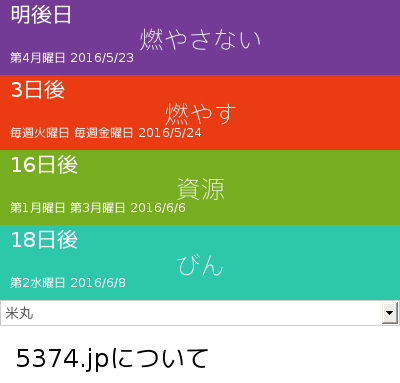 明後日
燃やさない
第4月曜日 2016/5/23
3日後
燃やす
毎週火曜日 毎週金曜日 2016/5/24
16日後
資源
第1月曜日 第3月曜日 2016/6/6
18日後
びん
第2水曜日 2016/6/8
米丸
5374.jpについて